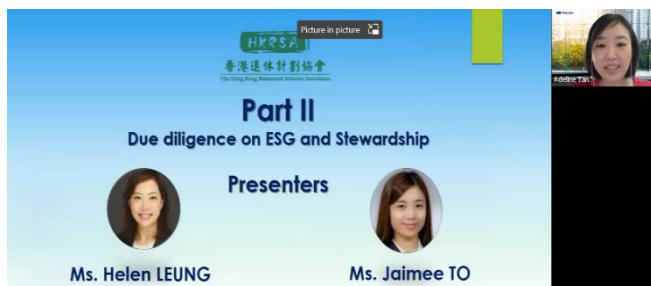 Picture in picture
HKRSA
香港退休計劃協會
The Hong Kong Retirement Schemes Association
Part II
Due diligence on ESG and Stewardship
Presenters
Ms. Helen LEUNG
Ms. Jaimee TO
Adeline Tan